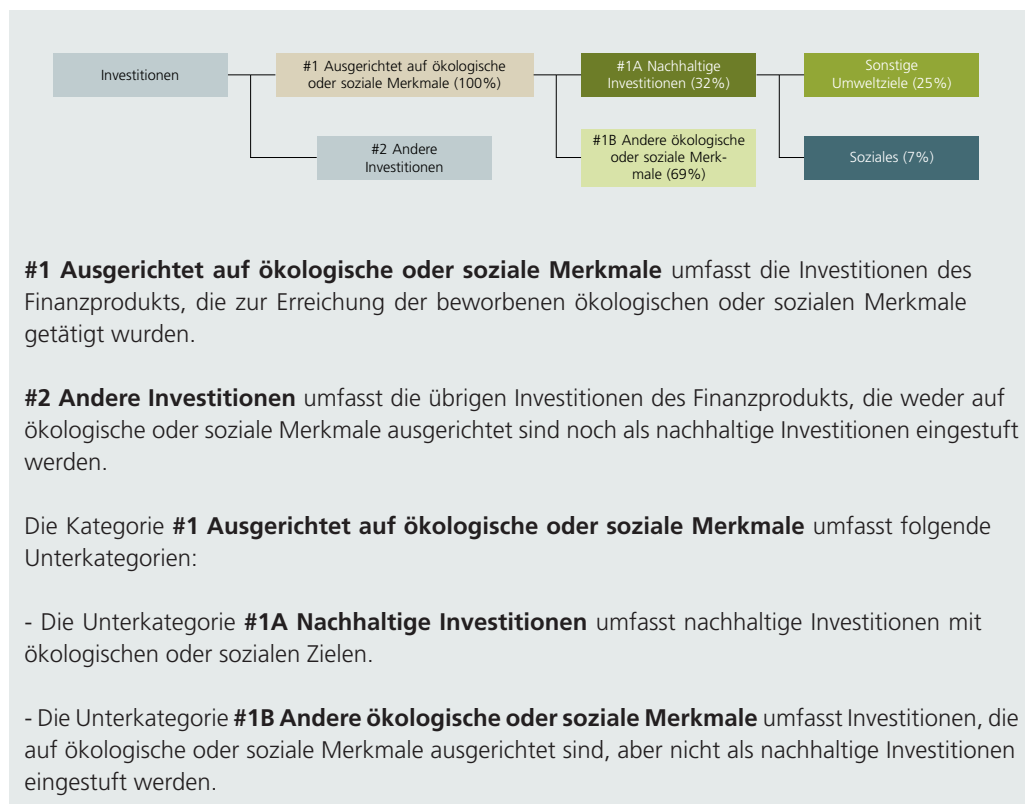 Investitionen
#1 Ausgerichtet auf ökologische
oder soziale Merkmale (100%)
#1A Nachhaltige
Investitionen (32%)
Sonstige
Umweltziele (25%)
#2 Andere
Investitionen
#1B Andere ökologische
oder soziale Merk-
male (69%)
Soziales (7%)
#1 Ausgerichtet auf ökologische oder soziale Merkmale umfasst die Investitionen des
Finanzprodukts, die zur Erreichung der beworbenen ökologischen oder sozialen Merkmale
getätigt wurden.
#2 Andere Investitionen umfasst die übrigen Investitionen des Finanzprodukts, die weder auf
ökologische oder soziale Merkmale ausgerichtet sind noch als nachhaltige Investitionen eingestuft
werden.
Die Kategorie #1 Ausgerichtet auf ökologische oder soziale Merkmale umfasst folgende
Unterkategorien:
- Die Unterkategorie #1A Nachhaltige Investitionen umfasst nachhaltige Investitionen mit
ökologischen oder sozialen Zielen.
- Die Unterkategorie #1B Andere ökologische oder soziale Merkmale umfasst Investitionen, die
auf ökologische oder soziale Merkmale ausgerichtet sind, aber nicht als nachhaltige Investitionen
eingestuft werden.